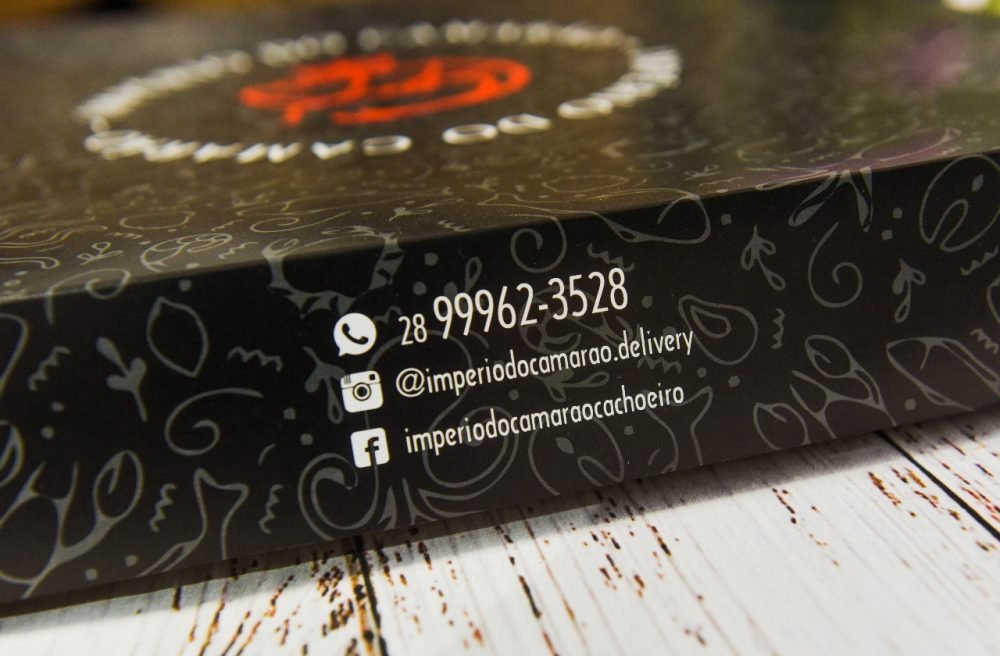 28 99962-3528
@imperiodocamarao.delivery
imperiodocamaraocachoeiro